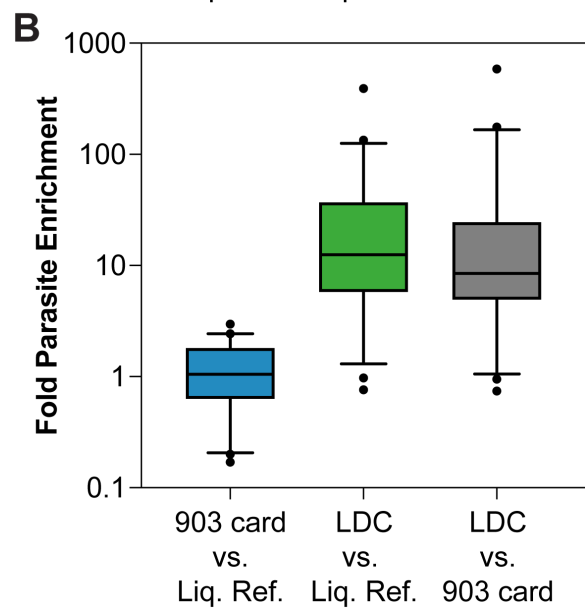 B
Fold Parasite Enrichment
1000
100
10
1
0.1
903 card
vs.
Liq. Ref.
LDC
vs.
Liq. Ref.
LDC
vs.
903 card